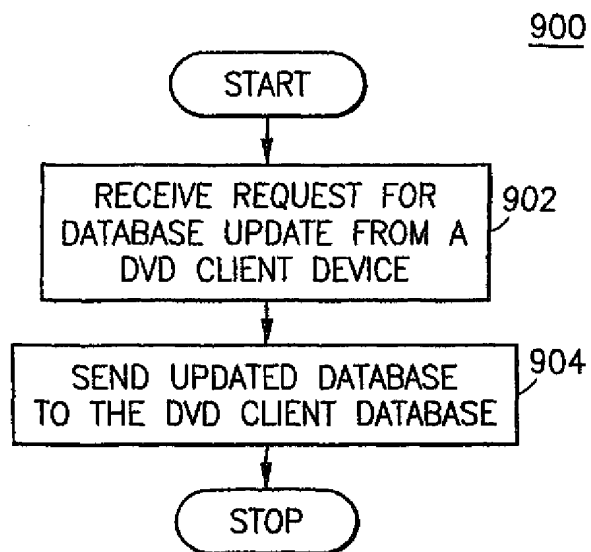 900
START
RECEIVE REQUEST FOR
DATABASE UPDATE FROM A
DVD CLIENT DEVICE
902
SEND UPDATED DATABASE
TO THE DVD CLIENT DATABASE
904
STOP